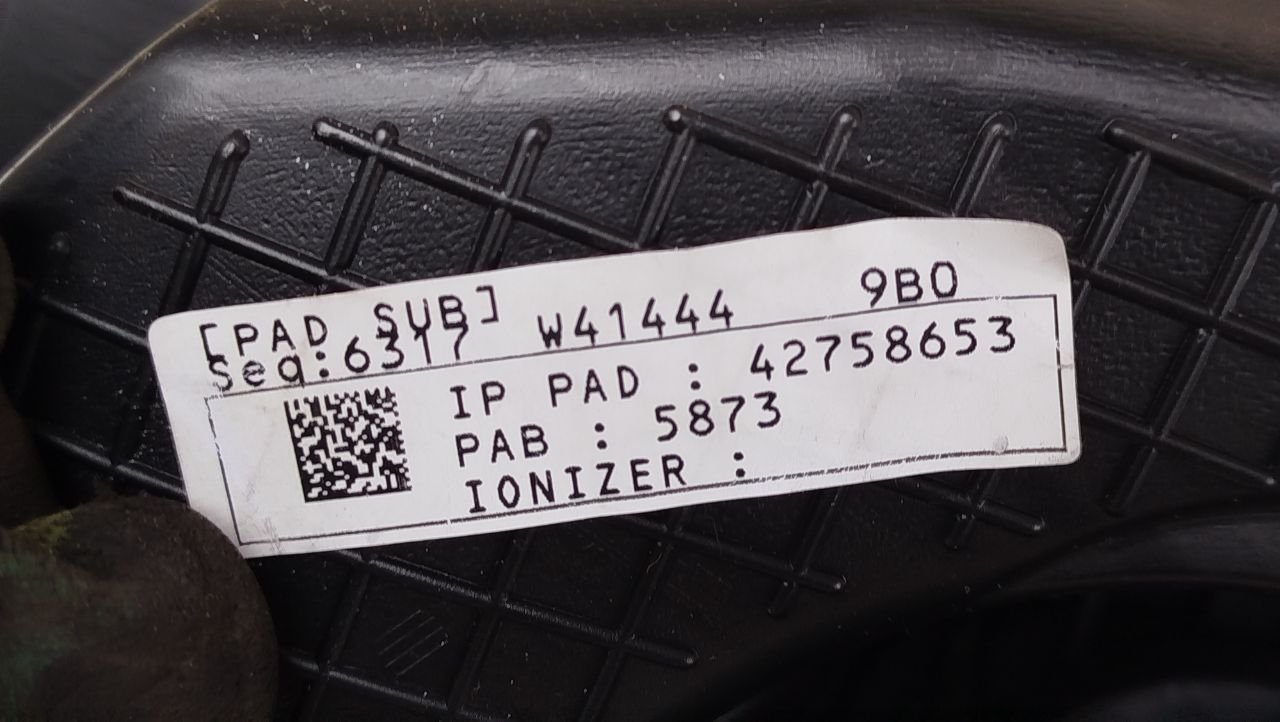 [PAD SUB]
Seq:6317 W41444 9B0
IP PAD : 42758653
PAB : 5873
IONIZER :